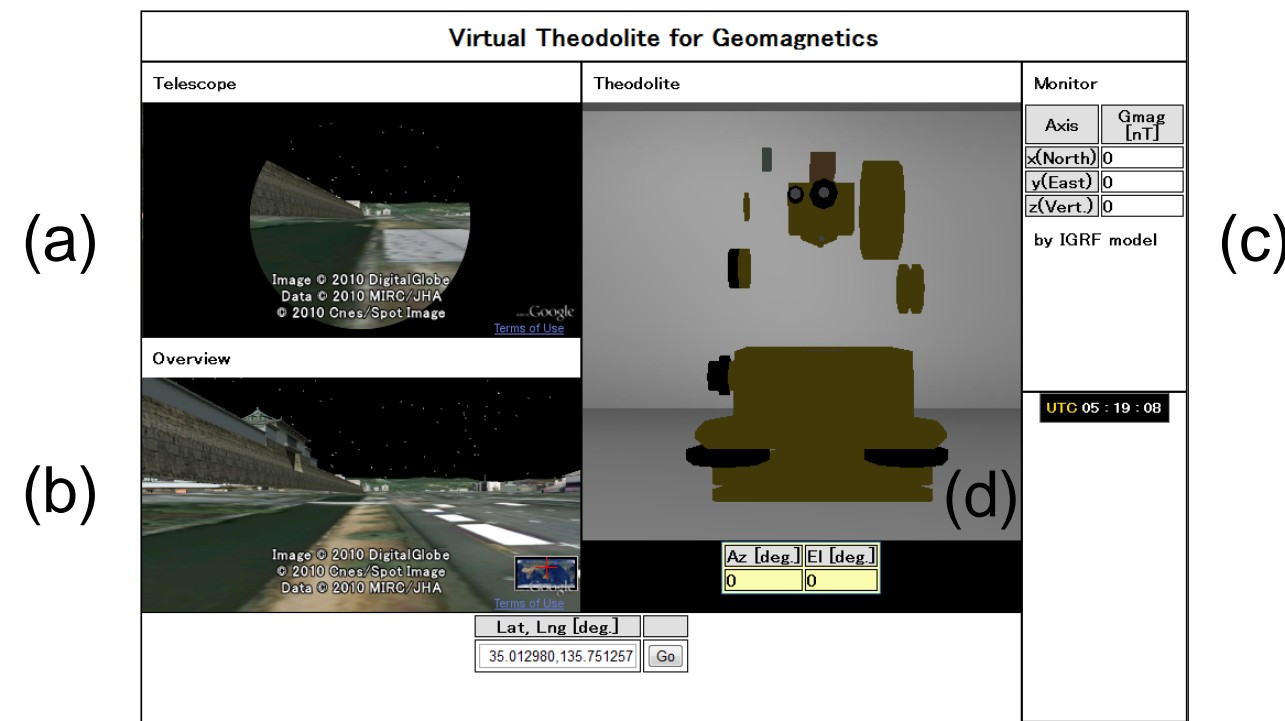 Virtual Theodolite for Geomagnetics
Telescope
Theodolite
Monitor
Axis
Gmag
[nT]
x(North) 0
y(East) 0
z(Vert.) 0
by IGRF model
(a)
(c)
Image © 2010 DigitalGlobe
Data © 2010 MIRC/JHA
© 2010 Cnes/Spot Image
Google
Terms of Use
Overview
UTC 05 : 19 : 08
(b)
(d)
Image © 2010 DigitalGlobe
© 2010 Cnes/Spot Image
Data © 2010 MIRC/JHA
Google
Terms of Use
Az [deg.] El [deg.]
0 0
Lat, Lng [deg.]
35.012980,135.751257 Go